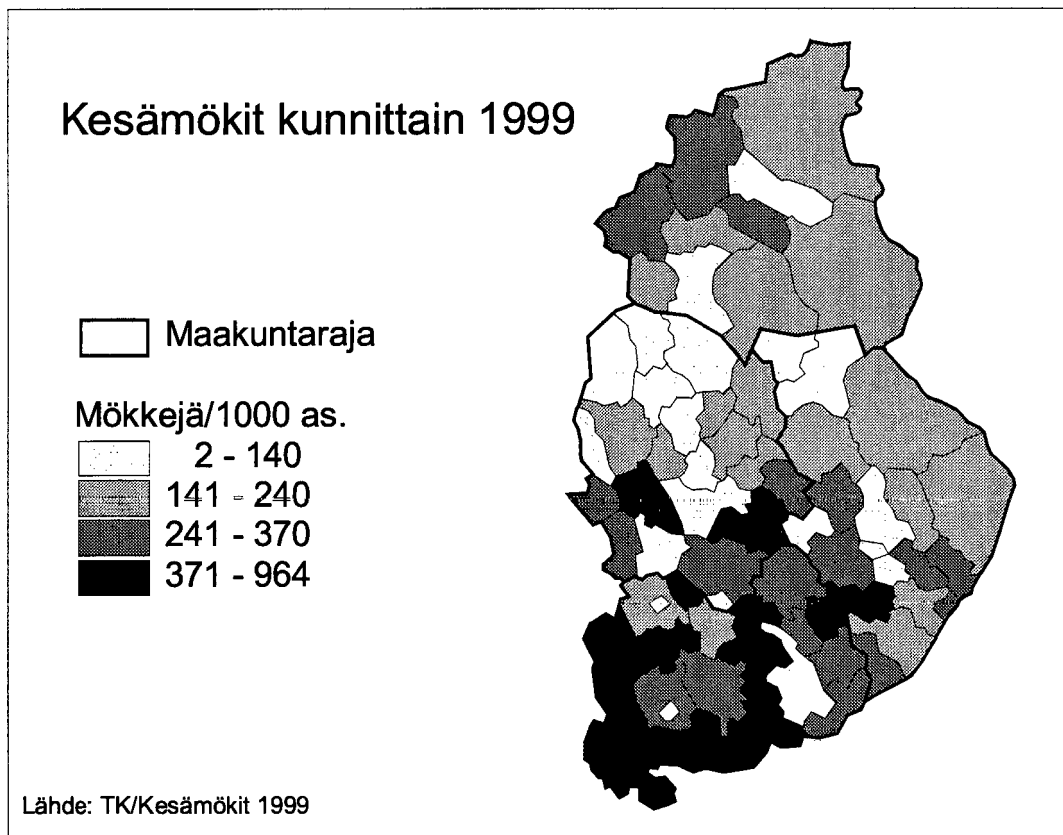 Kesämökit kunnittain 1999
Maakuntaraja
Mökkejä/1000 as.
2 - 140
141 - 240
241 - 370
371 - 964
Lähde: TK/Kesämökit 1999